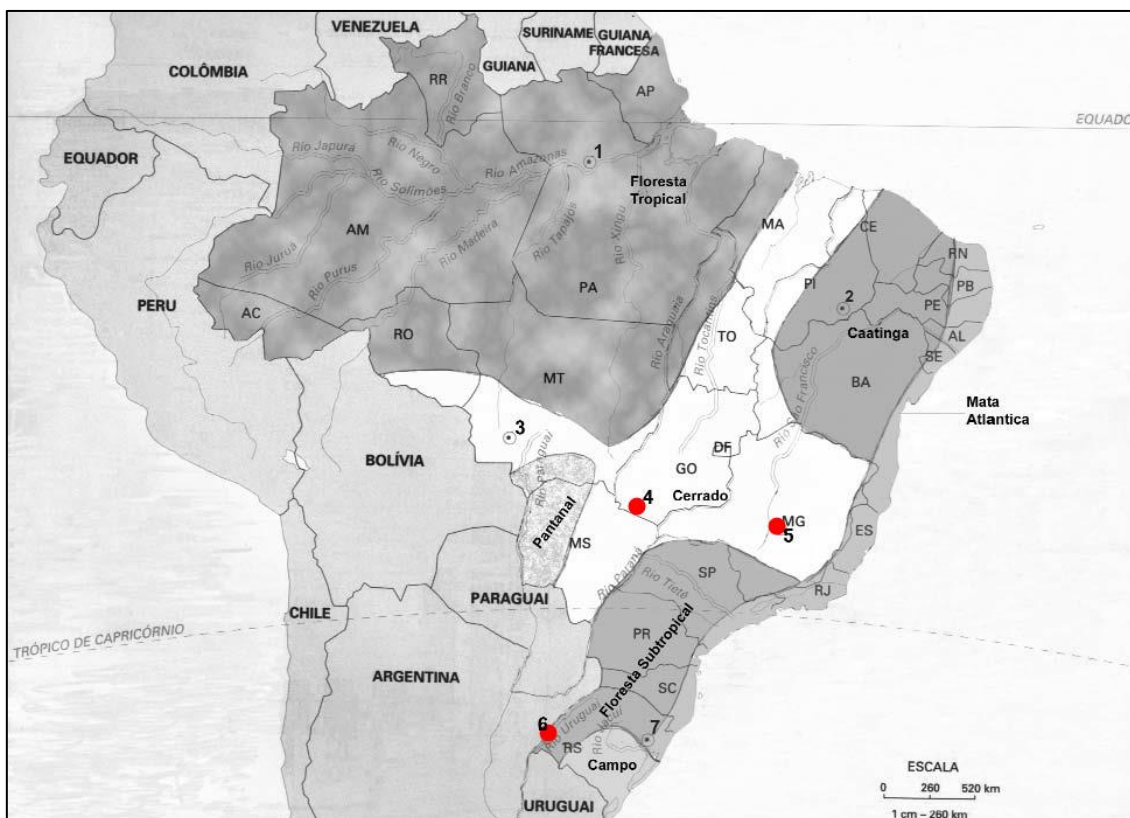 VENEZUELA
SURINAME
GUIANA
FRANCESA
COLÔMBIA
GUIANA
RR
Rio Branco
AP
EQUADO
EQUADOR
Rio Japurá
Rio Negro
Rio Amazonas
1
Rio Solimões
Floresta
Tropical
MA
CE
AM
Rio Madeira
Rio Tapajós
Rio Xingu
RN
Rio Juruá
Rio Purus
PERU
PA
PI
2
PE
PB
AC
RO
Rio Araguaia
Rio Tocantins
TO
Caatinga
AL
SE
MT
Rio São Francisco
BA
Mata
Atlantica
3
BOLÍVIA
Rio Paraguai
DF
GO
4
Cerrado
Pantanal
MS
MG
5
ES
Rio Paraná
SP
Rio Tietê
RJ
PARAGUAI
CHILE
TRÓPICO DE CAPRICÓRNIO
PR
Floresta Subtropical
ARGENTINA
SC
6
Rio Uruguai
Rio Jacuí
7
RS
Campo
ESCALA
0 260 520 km
1 cm – 260 km
URUGUAI